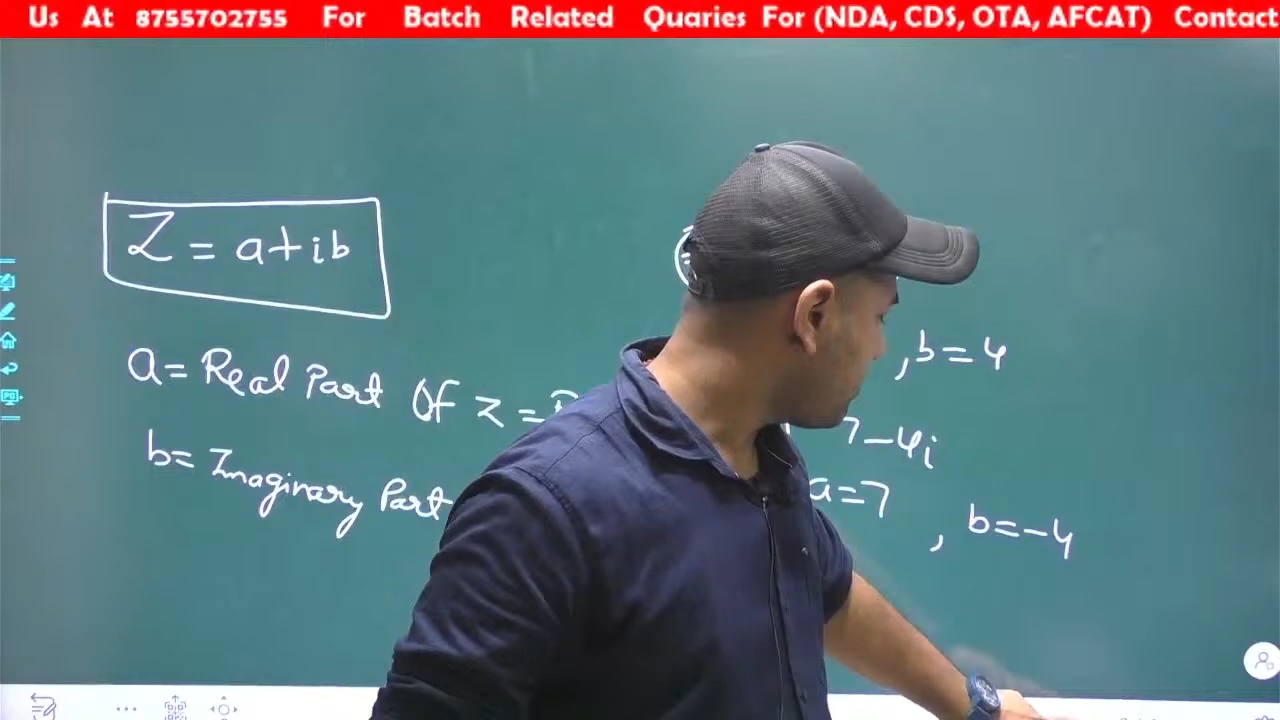 Us At 8755702755 For Batch Related Quaries For (NDA, CDS, OTA, AFCAT) Contact
Z = a+ib
a = Real Part Of z =
b = Imaginary Part
, b = 4
7-4i
a=7 , b=-4